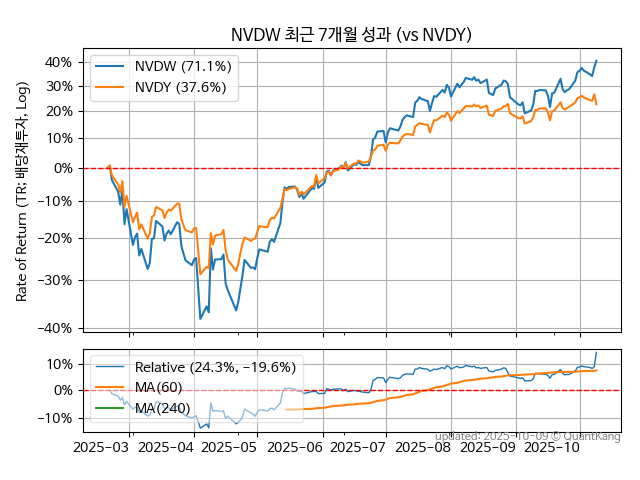 NVDW 최근 7개월 성과 (vs NVDY)
Rate of Return (TR: 배당재투자, Log)
40%
30%
20%
10%
0%
−10%
−20%
−30%
−40%
NVDW (71.1%)
NVDY (37.6%)
10%
0%
−10%
Relative (24.3%, −19.6%)
MA(60)
MA(240)
updated: 2025-10-09 © QuantKang
2025−03 2025−04 2025−05 2025−06 2025−07 2025−08 2025−09 2025−10